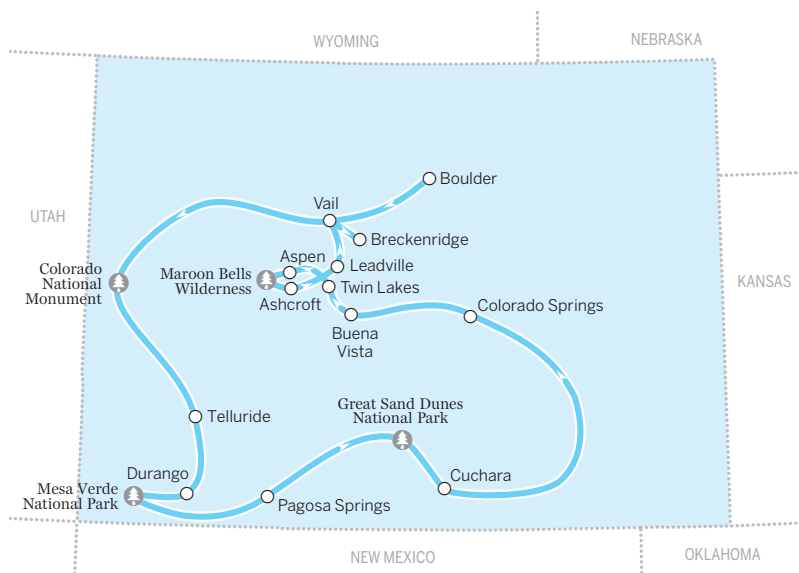 WYOMING
NEBRASKA
Boulder
Vail
UTAH
Breckenridge
Aspen
Leadville
Colorado
National
Monument
Maroon Bells
Wilderness
KANSAS
Twin Lakes
Ashcroft
Colorado Springs
Buena
Vista
Great Sand Dunes
National Park
Telluride
Durango
Cuchara
Mesa Verde
National Park
Pagosa Springs
NEW MEXICO
OKLAHOMA